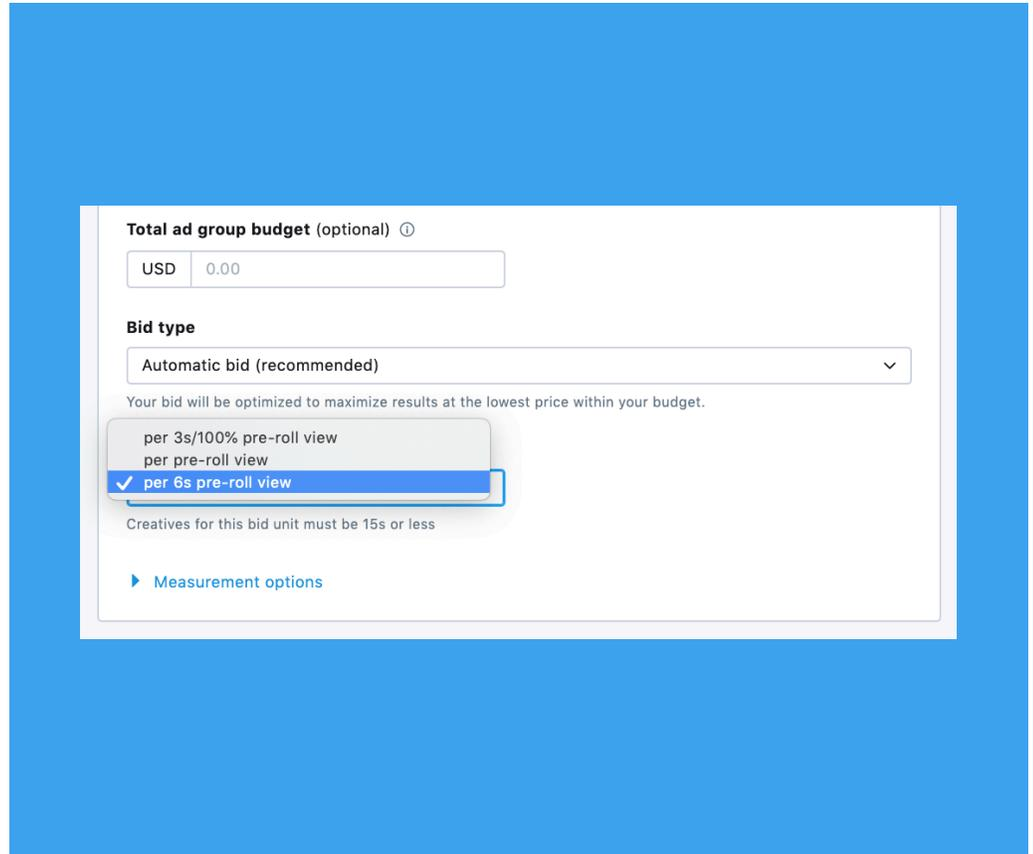 Total ad group budget (optional)
USD 0.00
Bid type
Automatic bid (recommended)
Your bid will be optimized to maximize results at the lowest price within your budget.
per 3s/100% pre-roll view
per pre-roll view
per 6s pre-roll view
Creatives for this bid unit must be 15s or less
Measurement options